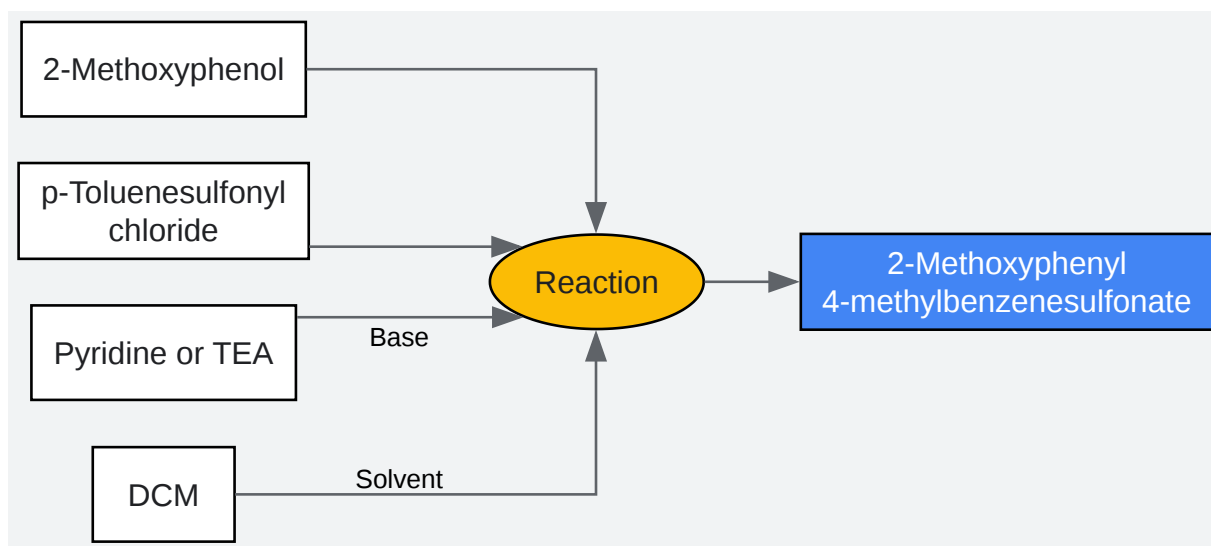 2-Methoxyphenol
p-Toluenesulfonyl
chloride
Pyridine or TEA
Base
DCM
Solvent
Reaction
2-Methoxyphenyl
4-methylbenzenesulfonate